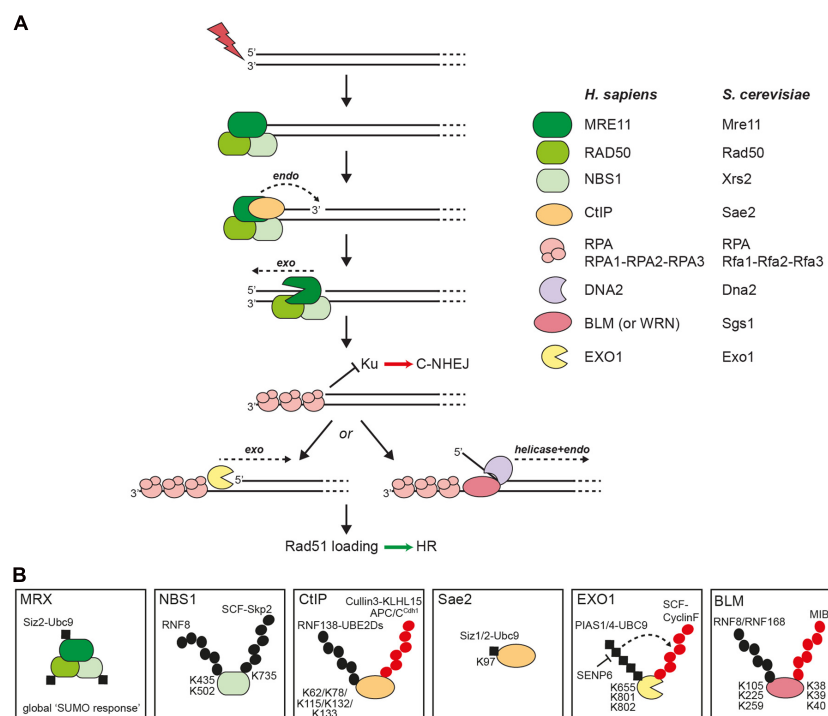 A
5'
3'
H. sapiens
S. cerevisiae
MRE11
Mre11
RAD50
Rad50
NBS1
Xrs2
endo
3'
CtIP
Sae2
RPA
RPA
RPA1-RPA2-RPA3
Rfa1-Rfa2-Rfa3
exo
5'
3'
DNA2
Dna2
BLM (or WRN)
Sgs1
EXO1
Exo1
Ku
C-NHEJ
3'
or
exo
5'
3'
5'
helicase+endo
3'
Rad51 loading
HR
B
MRX
Siz2-Ubc9
global ‘SUMO response’
NBS1
RNF8
SCF-Skp2
K435
K502
K735
CtIP
Cullin3-KLHL15
APC/C^Cdh1
RNF138-UBE2Ds
K62/K78/
K115/K132/
K133
Sae2
Siz1/2-Ubc9
K97
EXO1
SCF-
CyclinF
PIAS1/4-UBC9
SENP6
K655
K801
K802
BLM
RNF8/RNF168
MIB
K105
K225
K259
K38
K39
K40